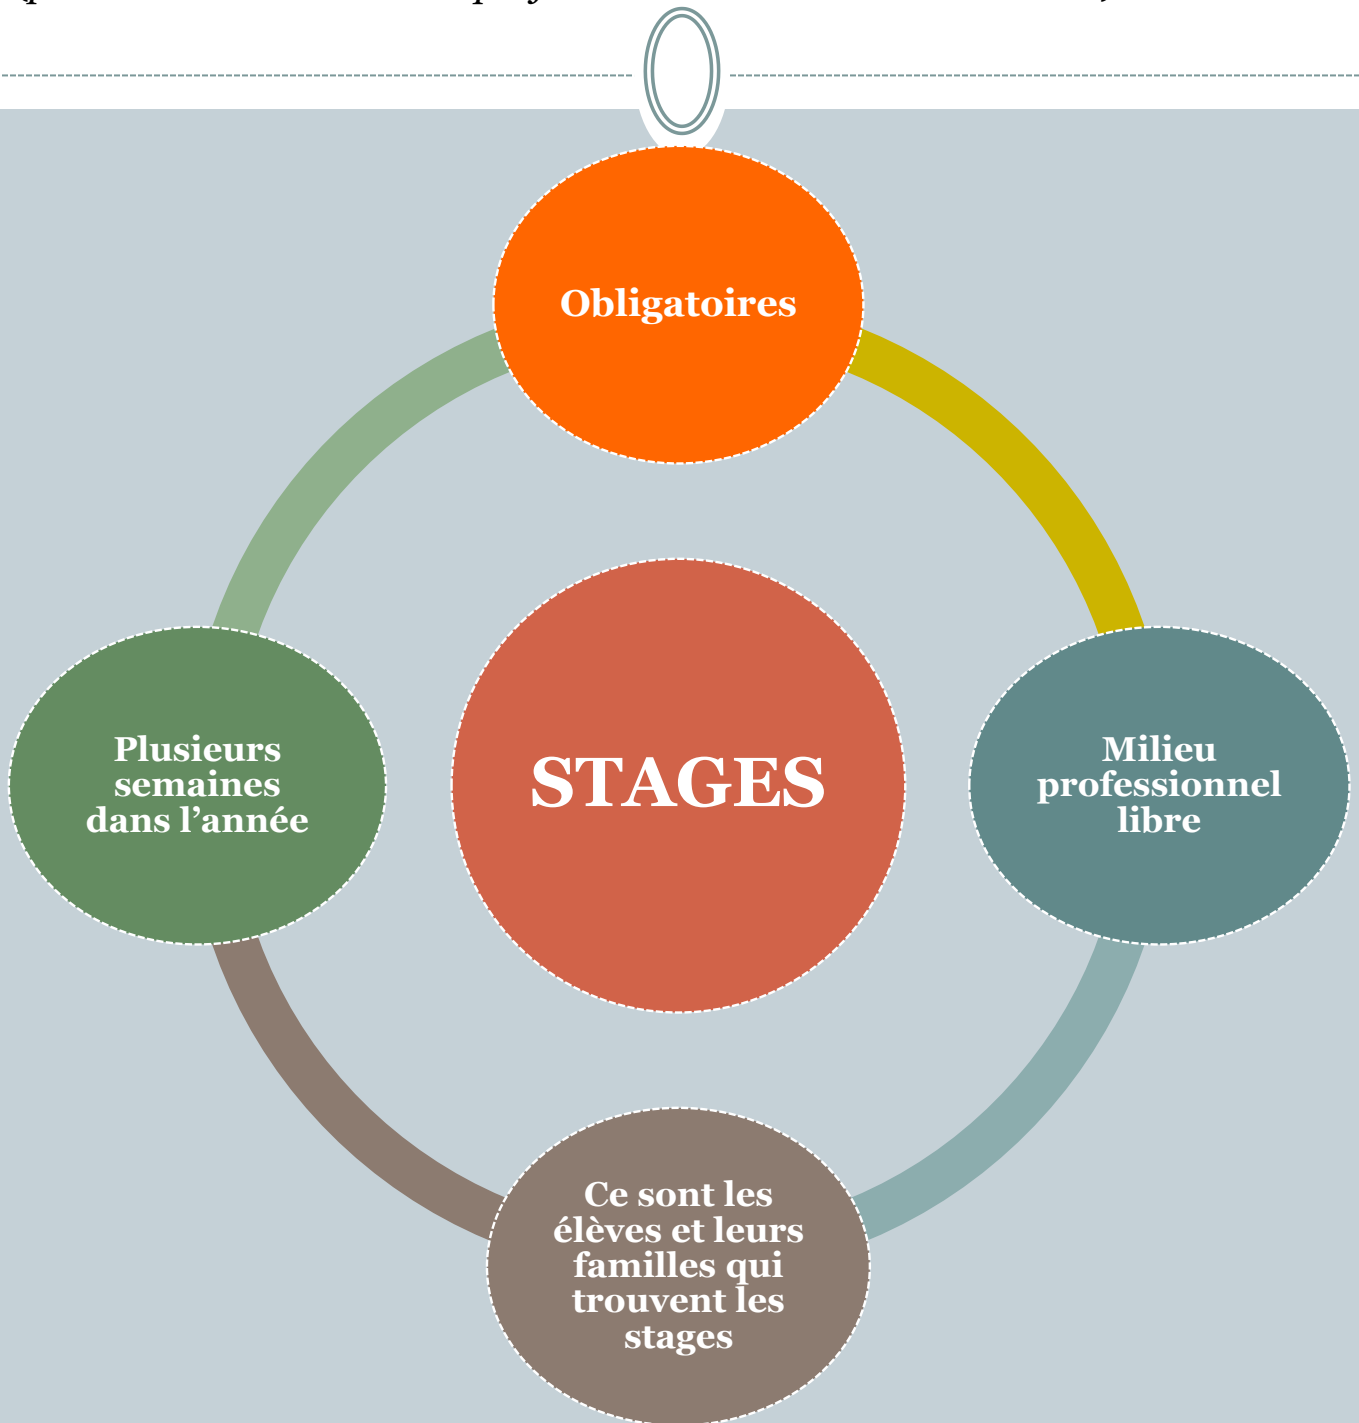 Obligatoires
Plusieurs
semaines
dans l’année
STAGES
Milieu
professionnel
libre
Ce sont les
élèves et leurs
familles qui
trouvent les
stages